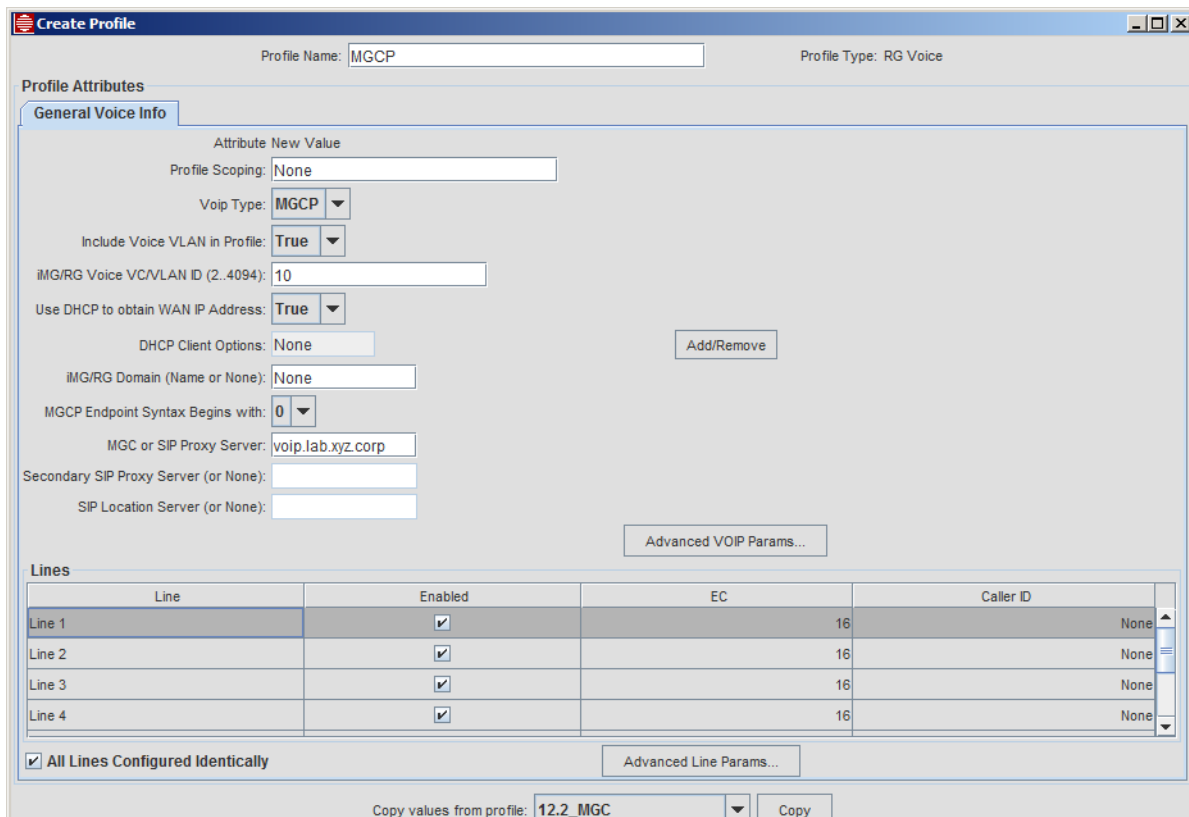 Create Profile
Profile Name: MGCP Profile Type: RG Voice
Profile Attributes
General Voice Info
Attribute New Value
Profile Scoping: None
Voip Type: MGCP
Include Voice VLAN in Profile: True
iMG/RG Voice VC/VLAN ID (2..4094): 10
Use DHCP to obtain WAN IP Address: True
DHCP Client Options: None Add/Remove
iMG/RG Domain (Name or None): None
MGCP Endpoint Syntax Begins with: 0
MGC or SIP Proxy Server: voip.lab.xyz.corp
Secondary SIP Proxy Server (or None):
SIP Location Server (or None):
Advanced VOIP Params...
Lines
Line Enabled EC Caller ID
Line 1 16 None
Line 2 16 None
Line 3 16 None
Line 4 16 None
All Lines Configured Identically Advanced Line Params...
Copy values from profile: 12.2_MGC Copy